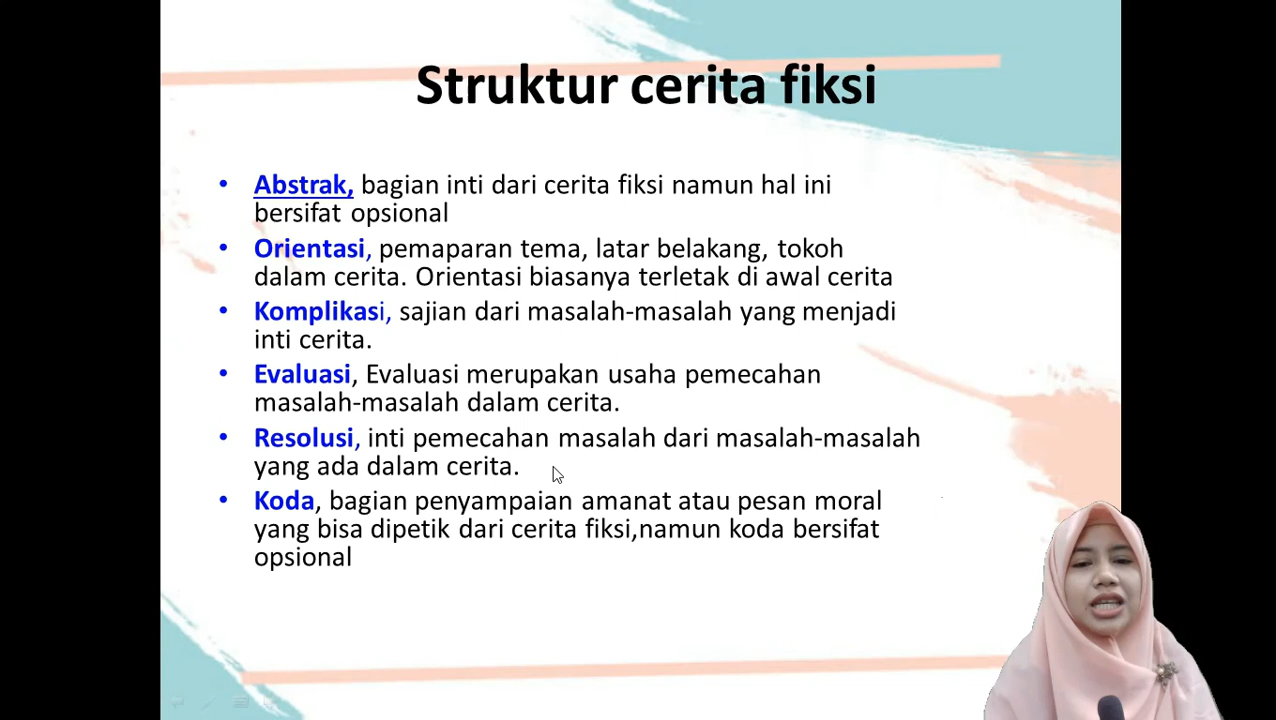 Struktur cerita fiksi
• Abstrak, bagian inti dari cerita fiksi namun hal ini
bersifat opsional
• Orientasi, pemaparan tema, latar belakang, tokoh
dalam cerita. Orientasi biasanya terletak di awal cerita
• Komplikasi, sajian dari masalah-masalah yang menjadi
inti cerita.
• Evaluasi, Evaluasi merupakan usaha pemecahan
masalah-masalah dalam cerita.
• Resolusi, inti pemecahan masalah dari masalah-masalah
yang ada dalam cerita.
• Koda, bagian penyampaian amanat atau pesan moral
yang bisa dipetik dari cerita fiksi,namun koda bersifat
opsional